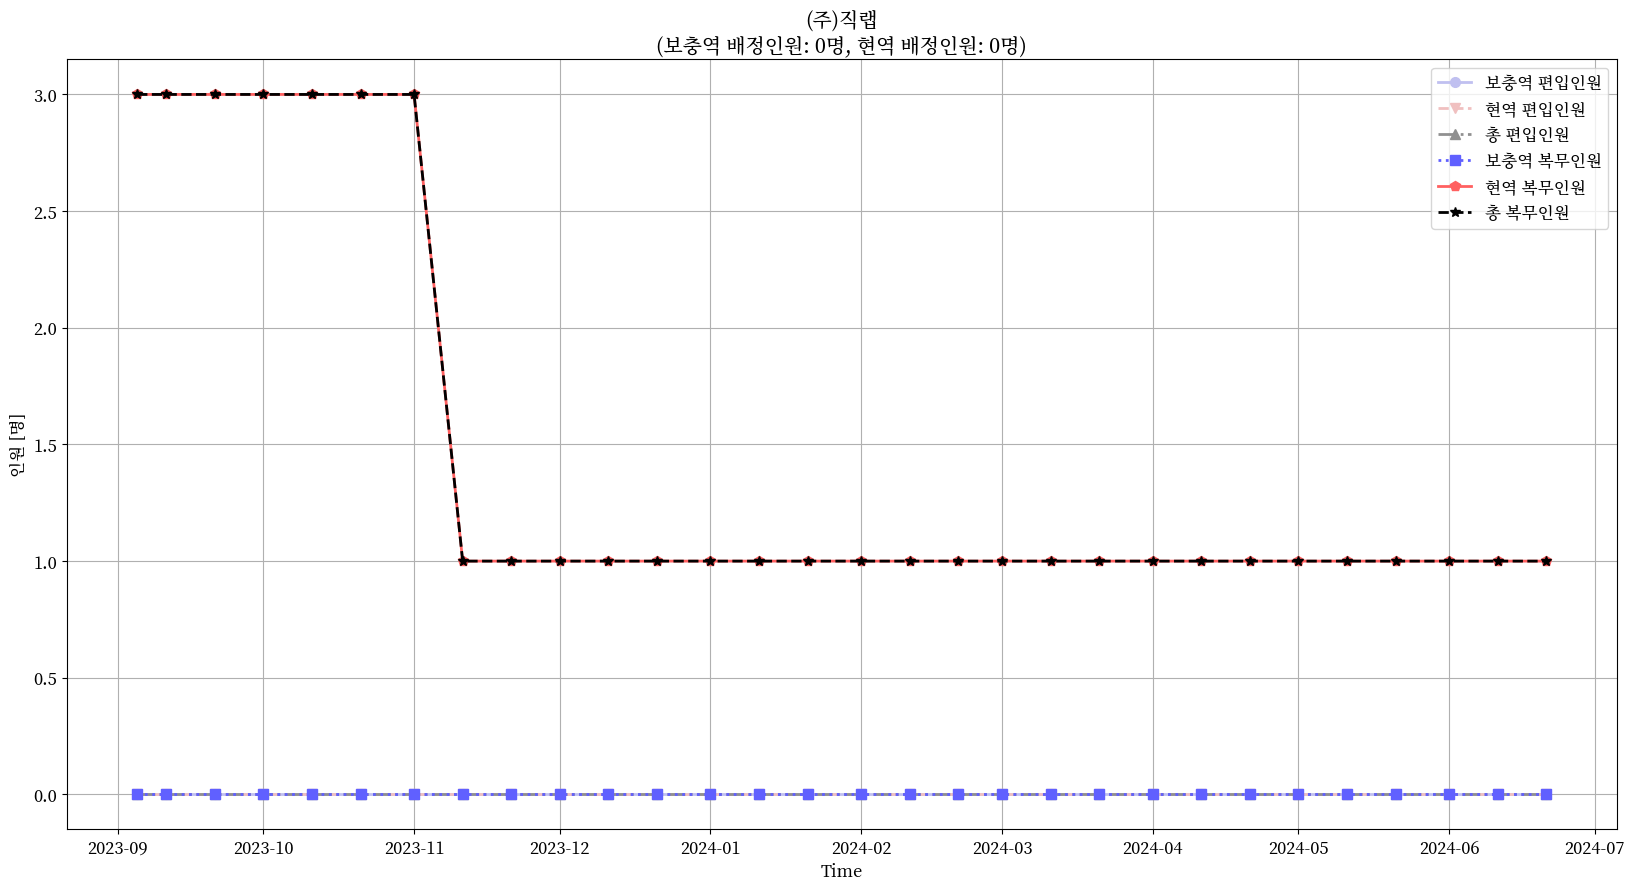 (주)직랩
(보충역 배정인원: 0명, 현역 배정인원: 0명)
보충역 편입인원
현역 편입인원
총 편입인원
보충역 복무인원
현역 복무인원
총 복무인원
인원 [명]
3.0
2.5
2.0
1.5
1.0
0.5
0.0
2023-09 2023-10 2023-11 2023-12 2024-01 2024-02 2024-03 2024-04 2024-05 2024-06 2024-07
Time